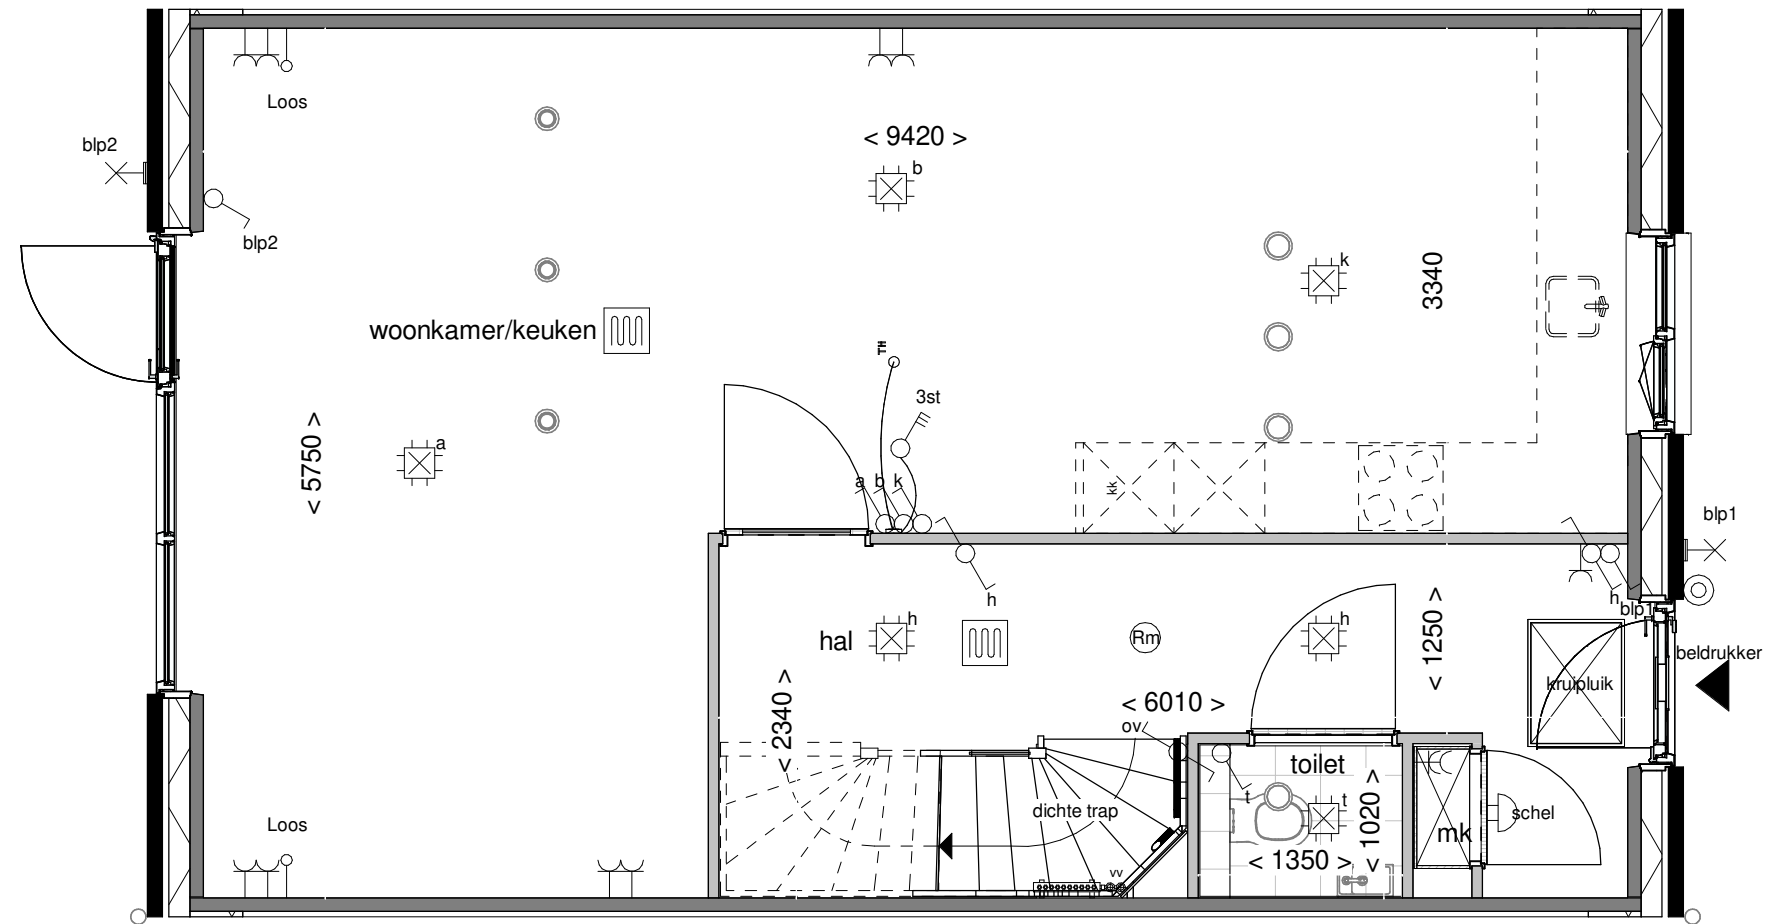 Loos
< 9420 >
blp2
b
blp2
k
3340
woonkamer/keuken
TH
3st
< 5750 >
a
a b k
kk
blp1
h
h
blp1
hal
h
Rm
h
< 1250 >
beldrukker
kruipluik
< 2340 >
< 6010 >
ov
toilet
t
t
< 1020 >
dichte trap
schel
mk
Loos
< 1350 >
vv